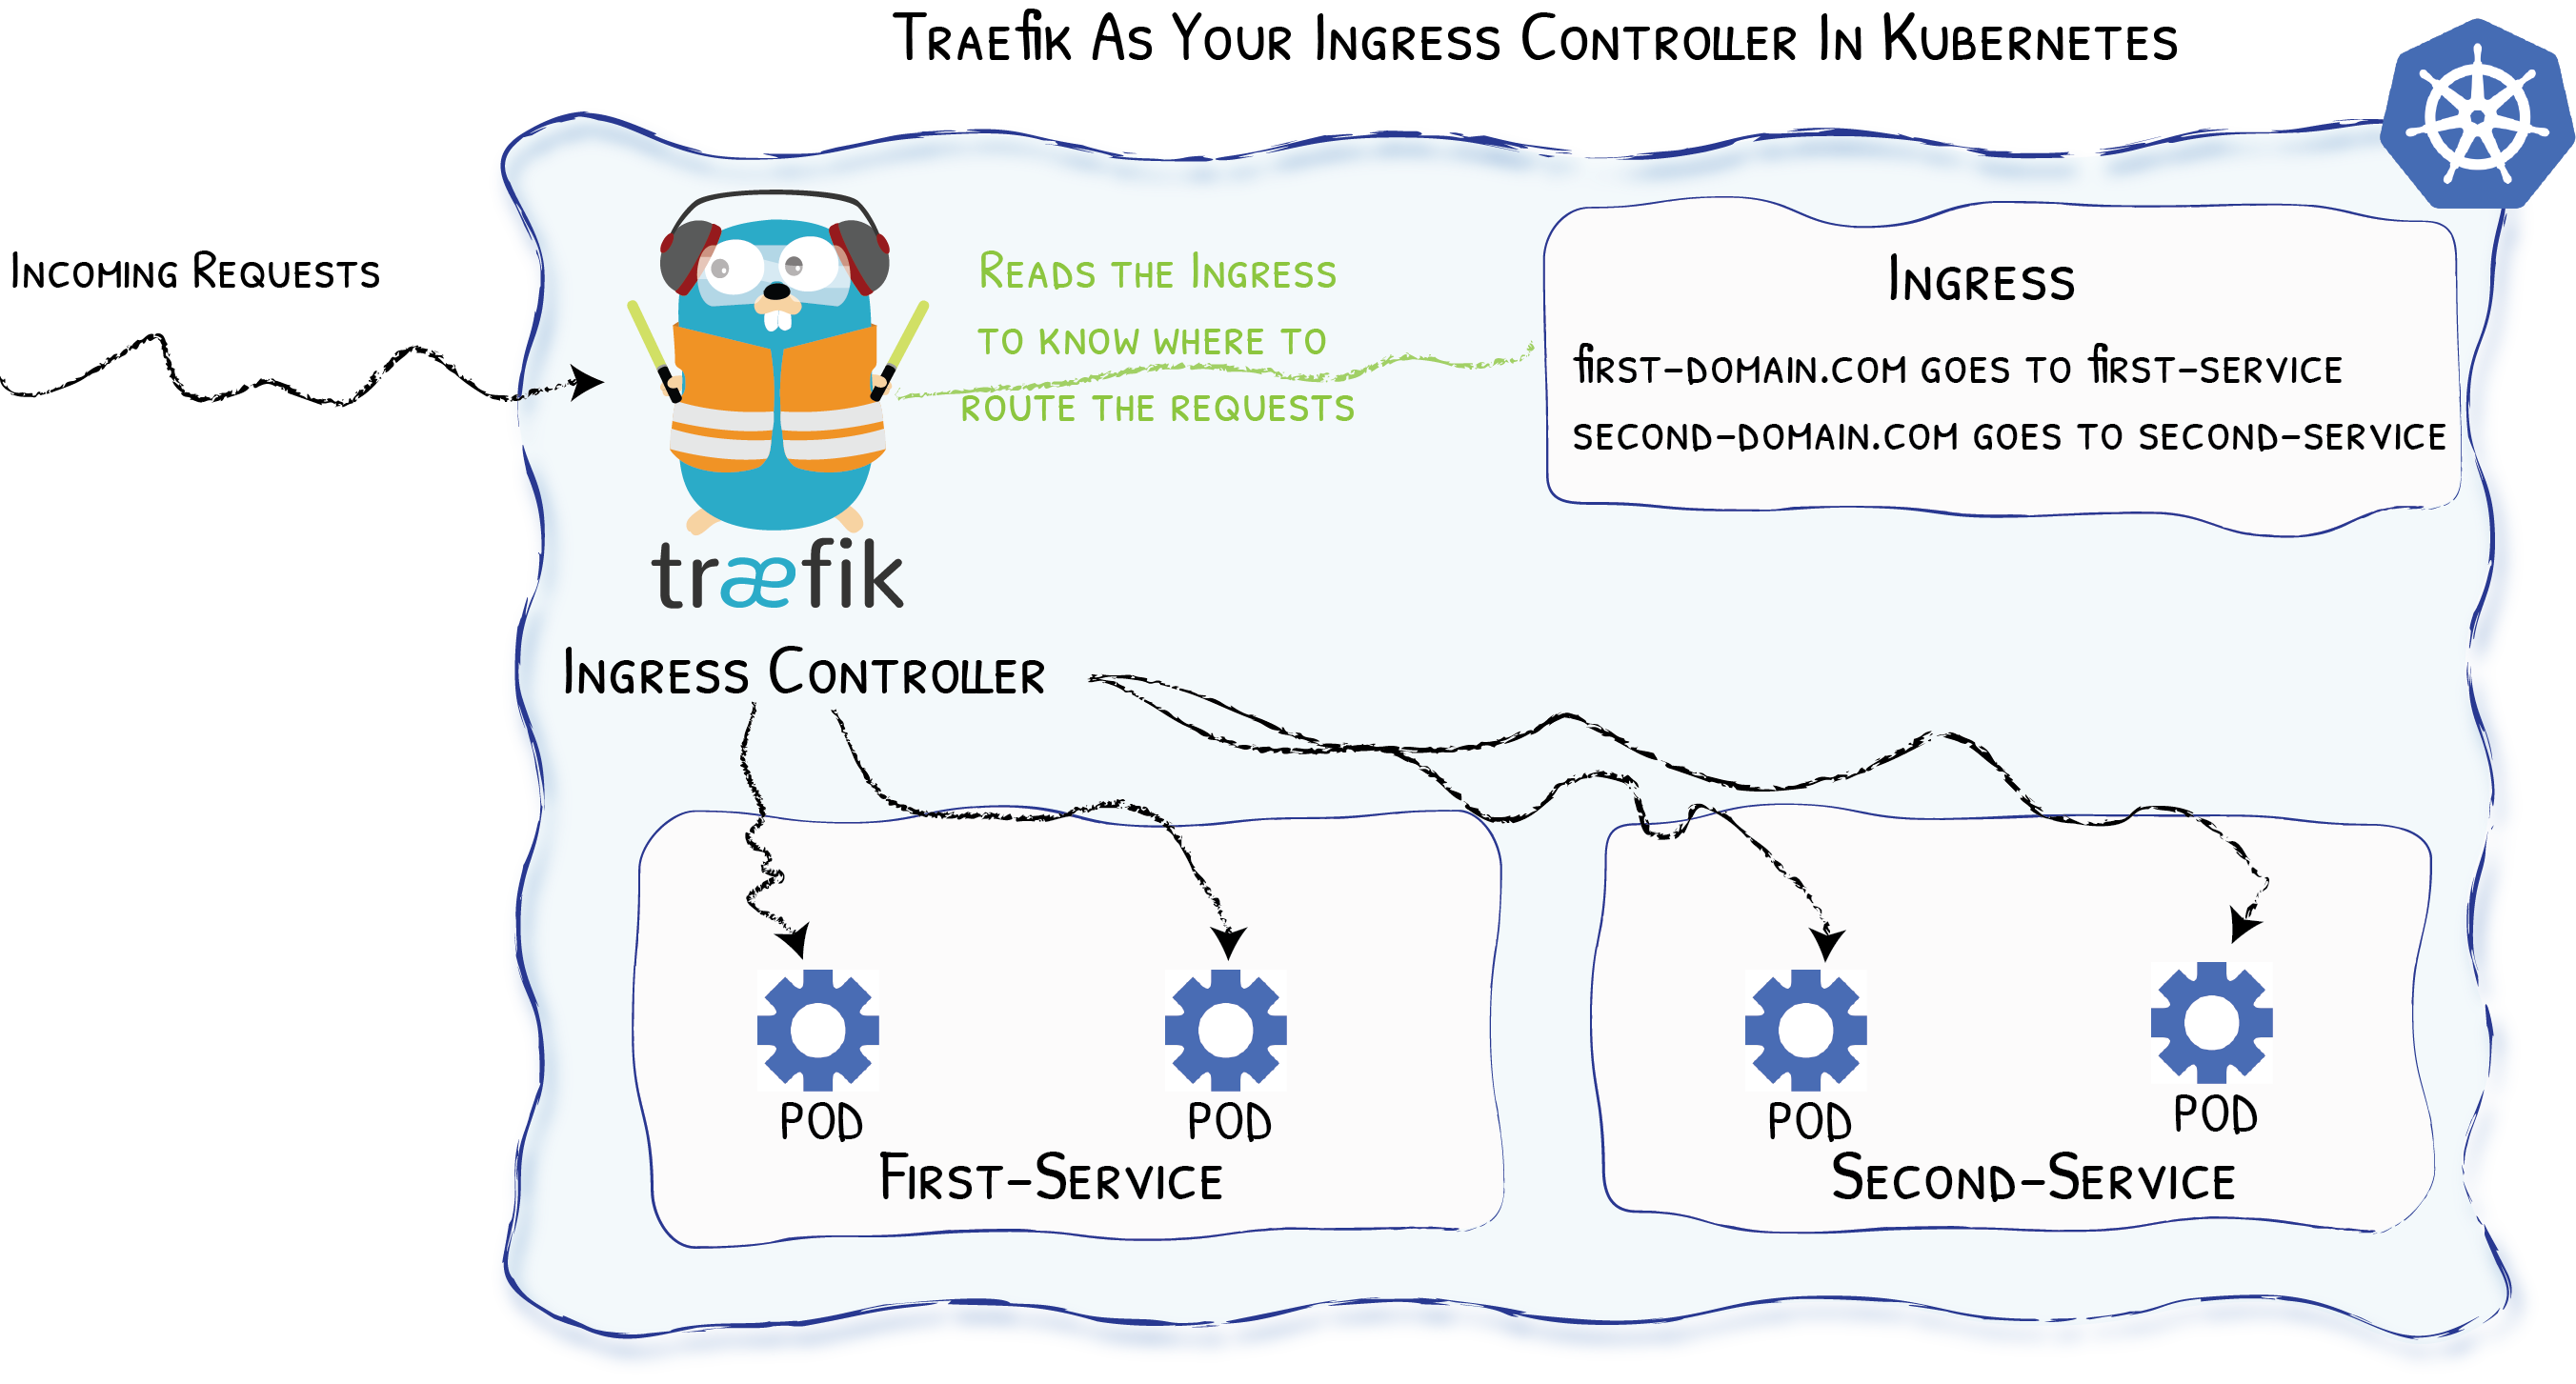 Traefik As Your Ingress Controller In Kubernetes
Incoming Requests
Reads the Ingress
to know where to
route the requests
Ingress
first-domain.com goes to first-service
second-domain.com goes to second-service
træfik
Ingress Controller
POD
POD
First-Service
POD
POD
Second-Service